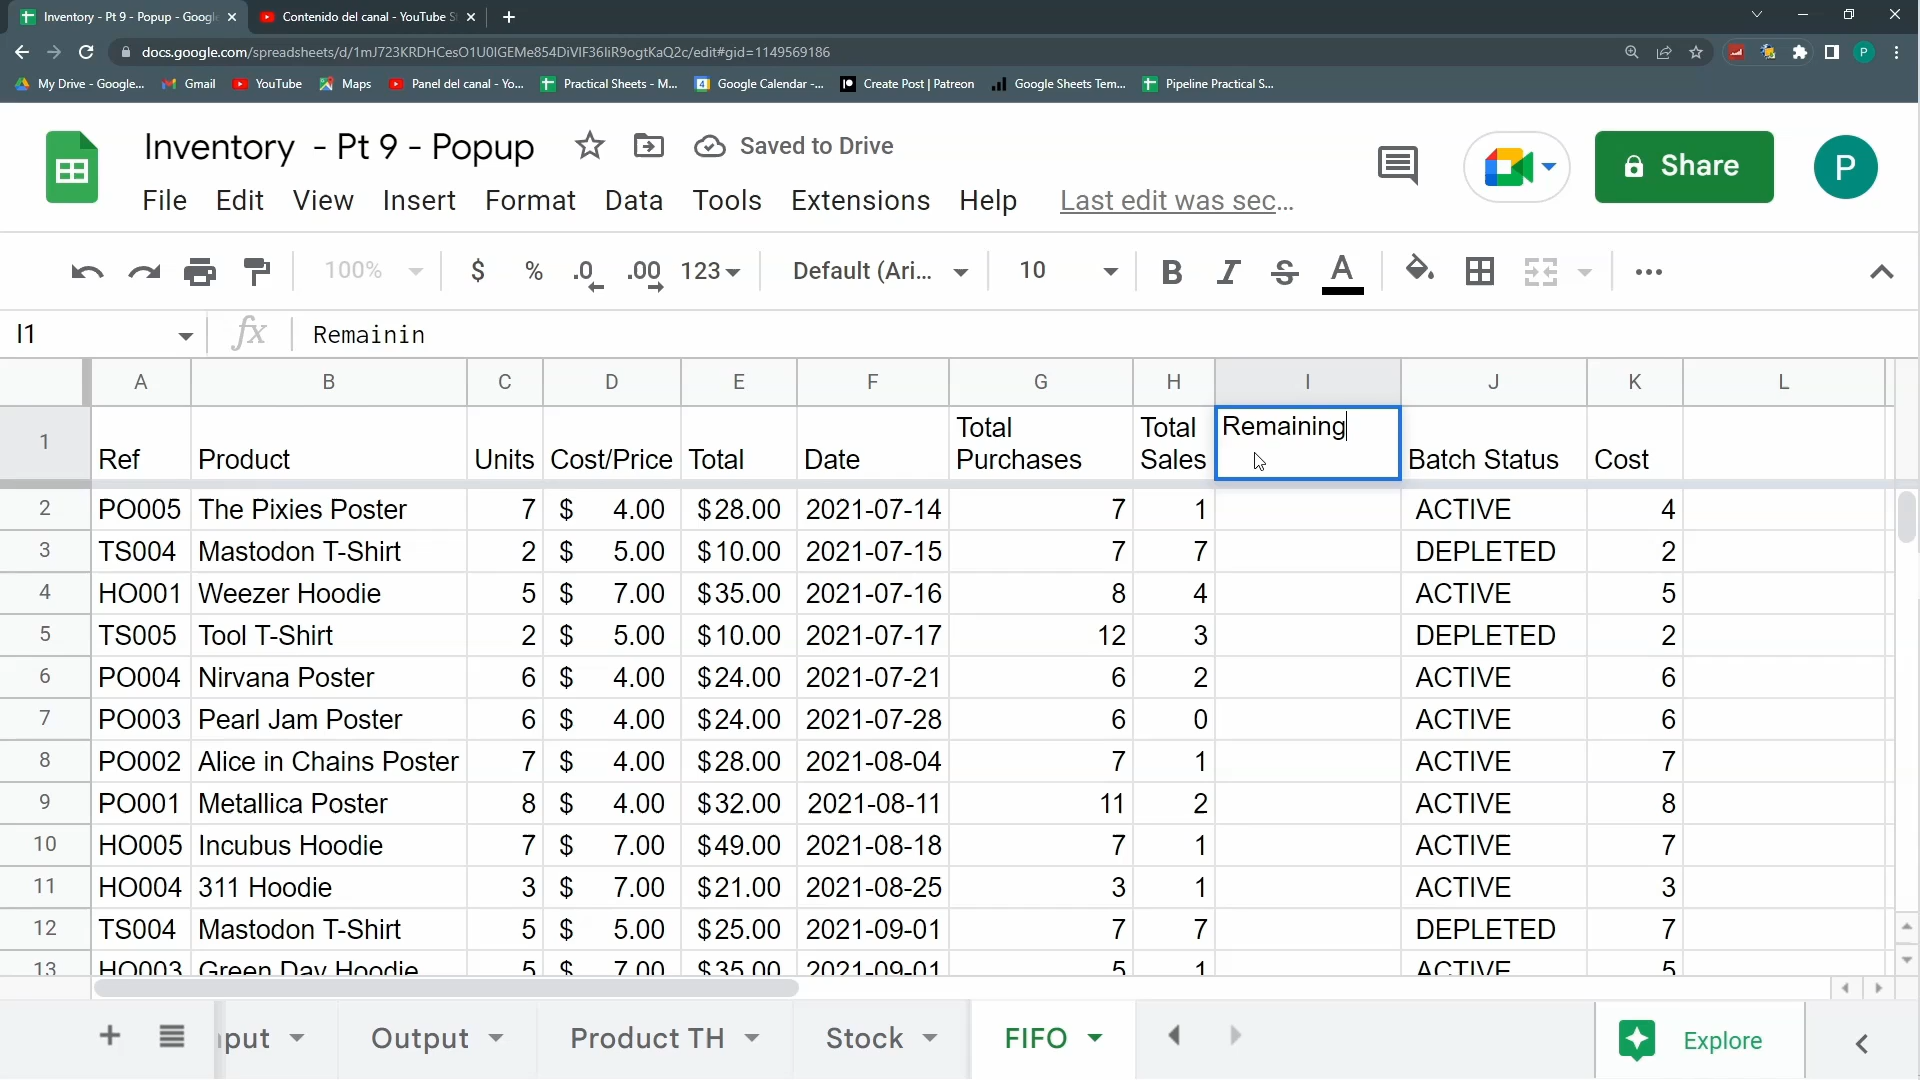 Inventory - Pt 9 - Popup - Googl
Contenido del canal - YouTube S
docs.google.com/spreadsheets/d/1mJ723KRDHCesO1U0IGEMe854DiVIF36IiR9ogtKaQ2c/edit#gid=1149569186
P
My Drive - Google...
Gmail
YouTube
Maps
Panel del canal - Yo...
Practical Sheets - M...
Google Calendar -...
Create Post | Patreon
Google Sheets Tem...
Pipeline Practical S...
Inventory - Pt 9 - Popup
Saved to Drive
Share
P
File Edit View Insert Format Data Tools Extensions Help Last edit was sec...
100% $ % .0 .00 123 Default (Ari... 10 B I S A
I1 fx Remainin
A B C D E F G H I J K L
1 Ref Product Units Cost/Price Total Date Total Purchases Total Sales Remaining Batch Status Cost
2 PO005 The Pixies Poster 7 $ 4.00 $28.00 2021-07-14 7 1 ACTIVE 4
3 TS004 Mastodon T-Shirt 2 $ 5.00 $10.00 2021-07-15 7 7 DEPLETED 2
4 HO001 Weezer Hoodie 5 $ 7.00 $35.00 2021-07-16 8 4 ACTIVE 5
5 TS005 Tool T-Shirt 2 $ 5.00 $10.00 2021-07-17 12 3 DEPLETED 2
6 PO004 Nirvana Poster 6 $ 4.00 $24.00 2021-07-21 6 2 ACTIVE 6
7 PO003 Pearl Jam Poster 6 $ 4.00 $24.00 2021-07-28 6 0 ACTIVE 6
8 PO002 Alice in Chains Poster 7 $ 4.00 $28.00 2021-08-04 7 1 ACTIVE 7
9 PO001 Metallica Poster 8 $ 4.00 $32.00 2021-08-11 11 2 ACTIVE 8
10 HO005 Incubus Hoodie 7 $ 7.00 $49.00 2021-08-18 7 1 ACTIVE 7
11 HO004 311 Hoodie 3 $ 7.00 $21.00 2021-08-25 3 1 ACTIVE 3
12 TS004 Mastodon T-Shirt 5 $ 5.00 $25.00 2021-09-01 7 7 DEPLETED 7
13 HO003 Green Day Hoodie 5 $ 7.00 $35.00 2021-09-01 5 1 ACTIVE 5
put Output Product TH Stock FIFO Explore